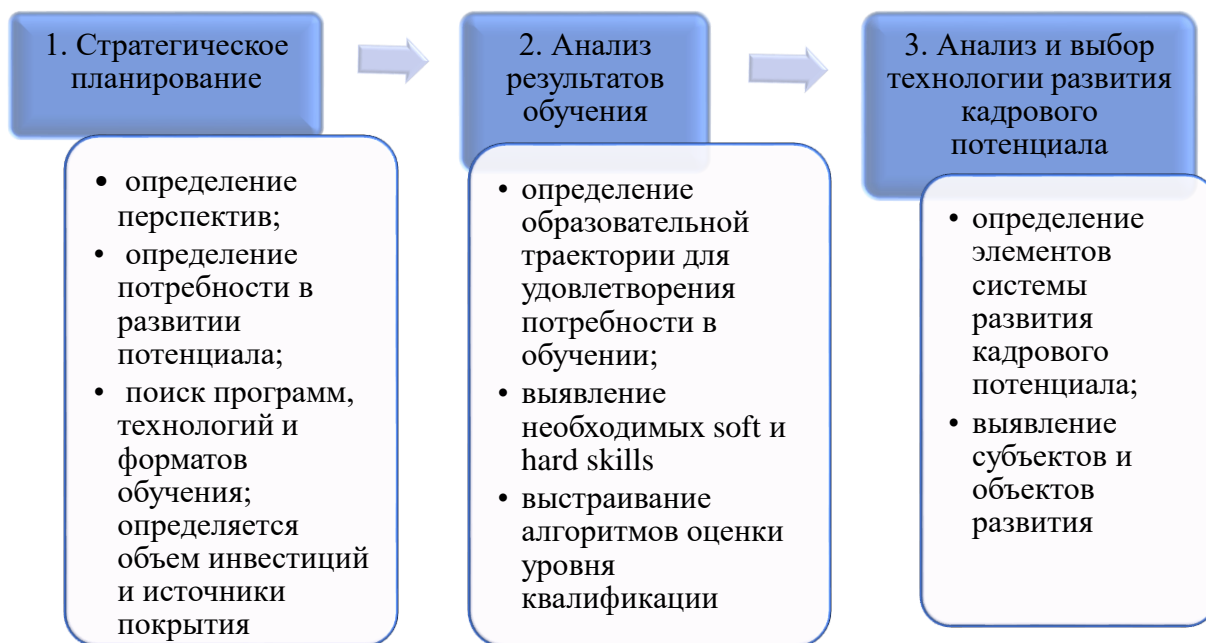 1. Стратегическое
планирование
• определение
перспектив;
• определение
потребности в
развитии
потенциала;
• поиск программ,
технологий и
форматов
обучения;
определяется
объем инвестиций
и источники
покрытия
2. Анализ
результатов
обучения
• определение
образовательной
траектории для
удовлетворения
потребности в
обучении;
• выявление
необходимых soft и
hard skills
• выстраивание
алгоритмов оценки
уровня
квалификации
3. Анализ и выбор
технологии развития
кадрового
потенциала
• определение
элементов
системы
развития
кадрового
потенциала;
• выявление
субъектов и
объектов
развития